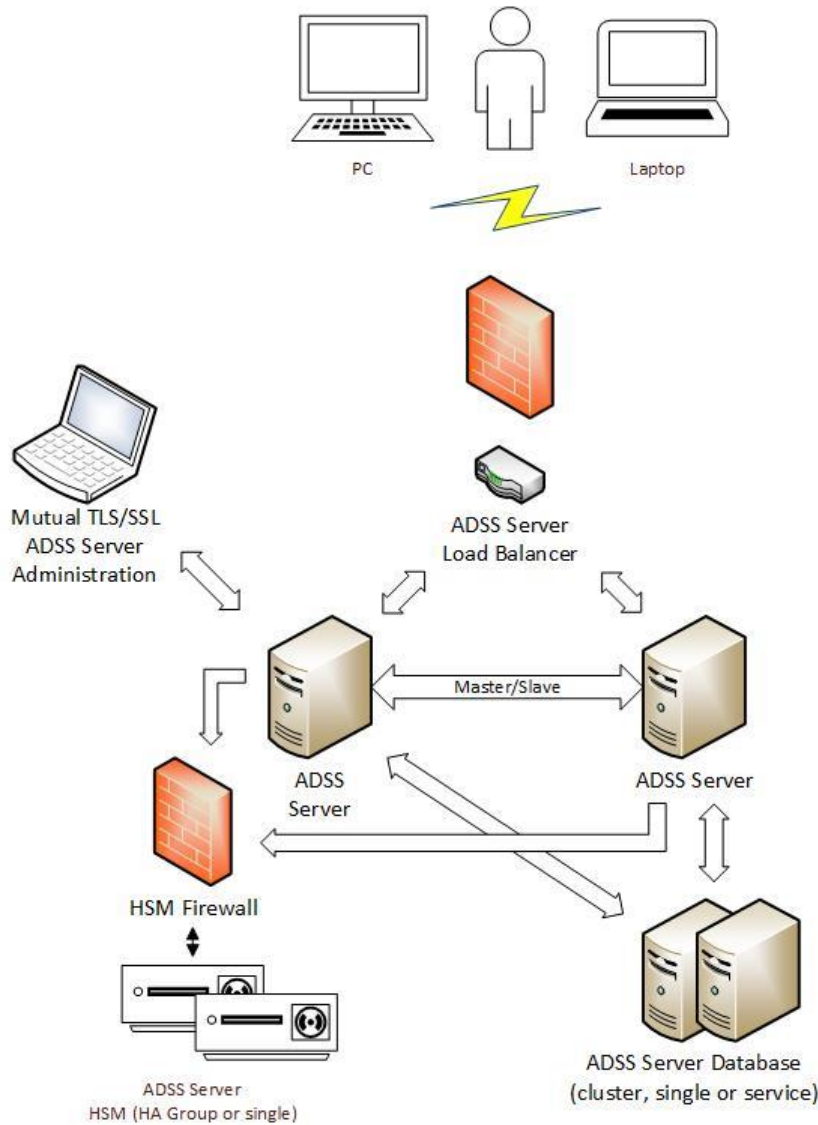 PC
Laptop
Mutual TLS/SSL
ADSS Server
Administration
ADSS Server
Load Balancer
Master/Slave
ADSS
Server
ADSS Server
HSM Firewall
ADSS Server
HSM (HA Group or single)
ADSS Server Database
(cluster, single or service)